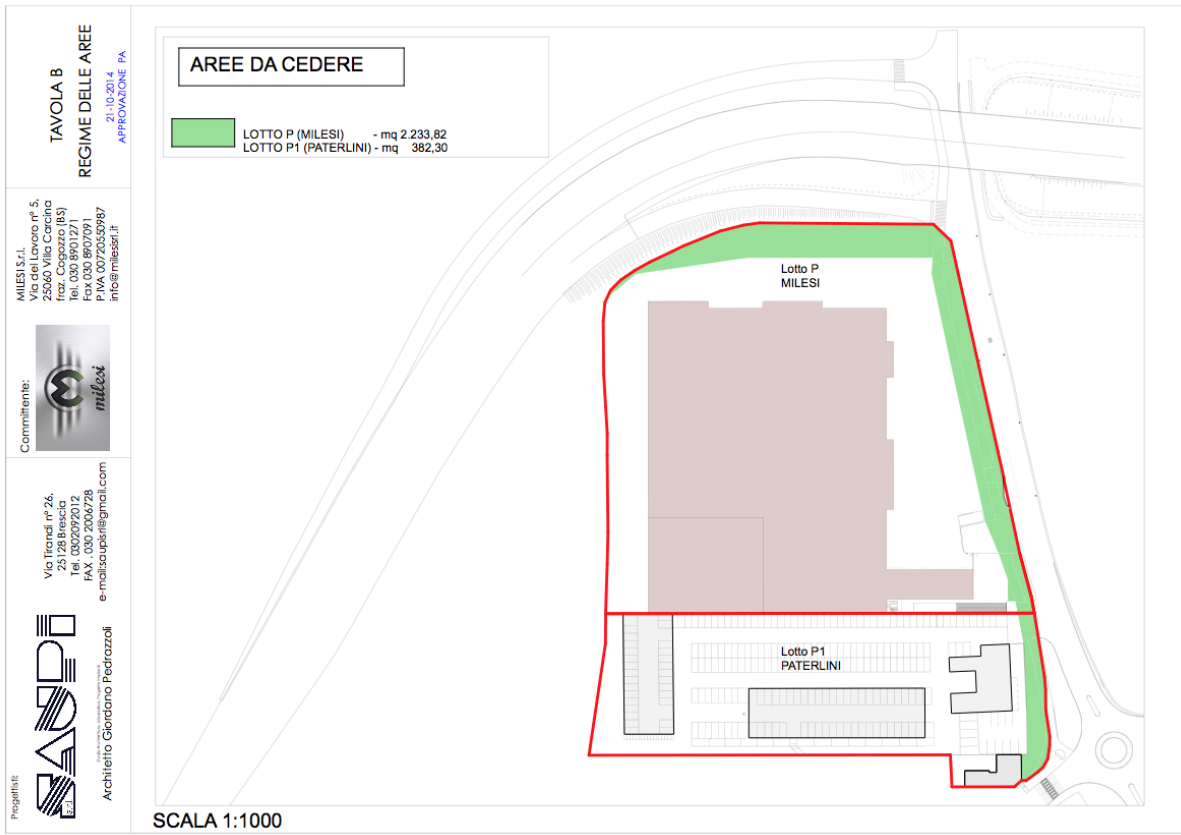 AREE DA CEDERE
LOTTO P (MILESI) - mq 2.233,82
LOTTO P1 (PATERLINI) - mq 382,30
Lotto P
MILESI
Lotto P1
PATERLINI
SCALA 1:1000
TAVOLA B
REGIME DELLE AREE
21-10-2014
APPROVAZIONE PA
MILESI S.r.l.
Via del Lavoro n° 5,
25060 Villa Carcina
fraz. Cogozzo (BS)
Tel. 030 8901271
Fax 030 8907091
P.IVA 00720550987
info@milesisrl.it
Committente:
milesi
Via Tirandi n° 26,
25128 Brescia
Tel. 0302092012
FAX . 030 2006728
e-mail:saupisrl@gmail.com
Progettisti:
SAUPI
s.r.l.
Architetto Giordano Pedrazzoli